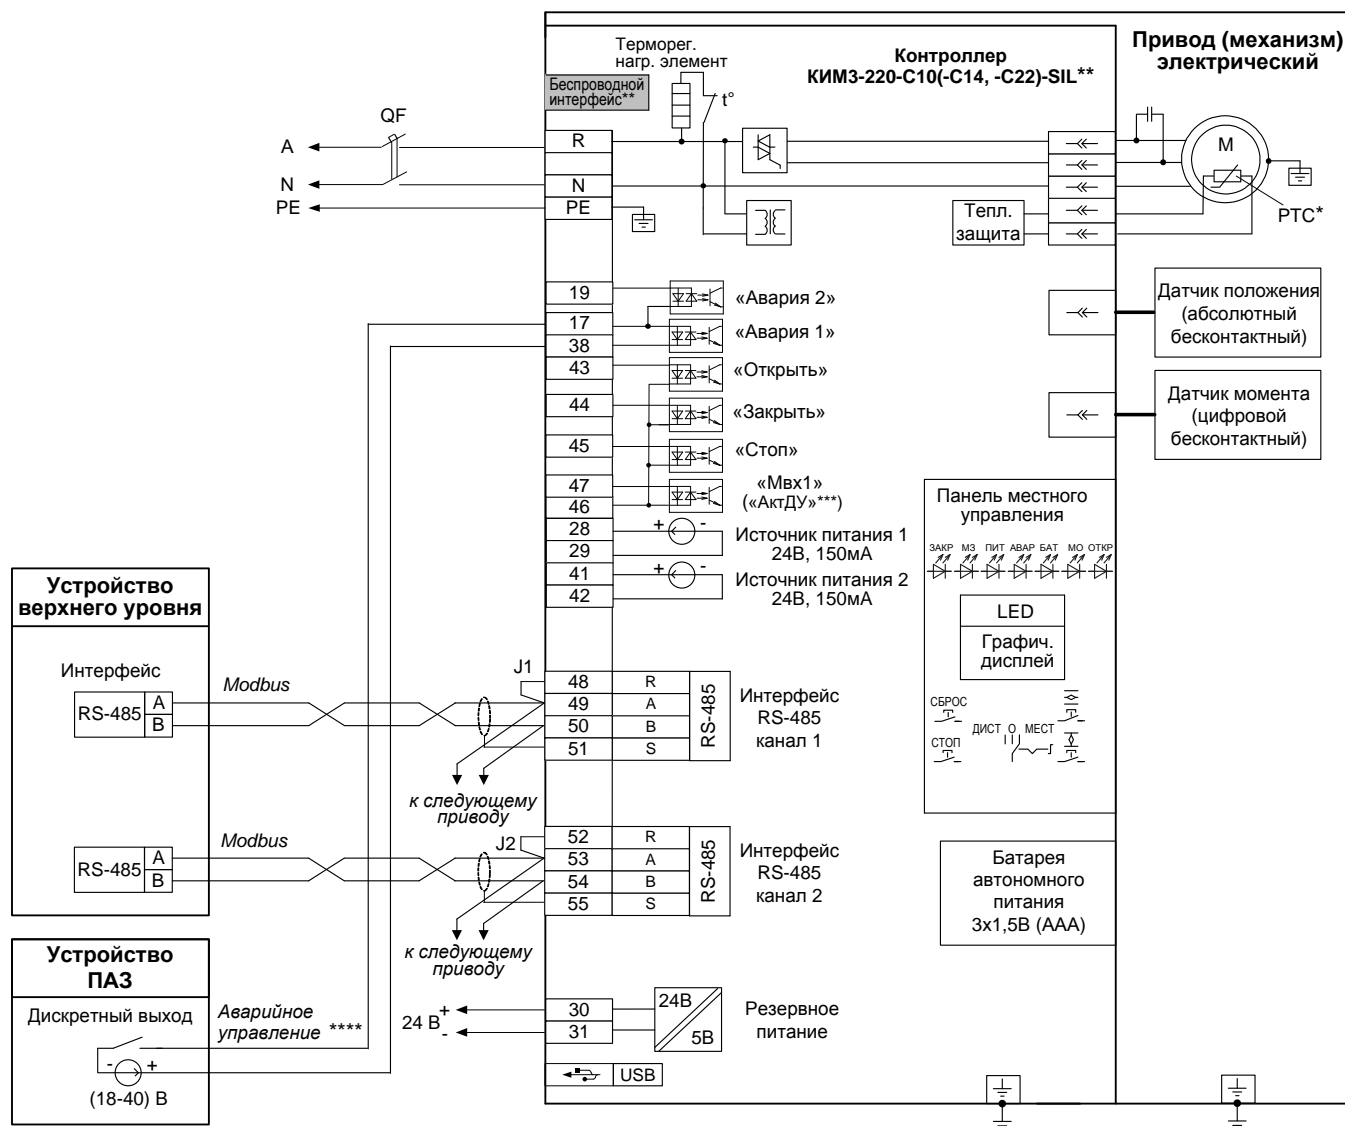 Терморег.
нагр. элемент
Контроллер
КИМ3-220-С10(-С14, -С22)-SIL**
Привод (механизм)
электрический
Беспроводной
интерфейс**
t°
QF
A
R
N
N
PE
PE
M
PTC*
Тепл.
защита
19
«Авария 2»
17
«Авария 1»
38
43
«Открыть»
44
«Закрыть»
45
«Стоп»
47
«Мвх1»
46
(«АктДУ»***)
28
+ -
Источник питания 1
29
24В, 150мА
41
+ -
Источник питания 2
42
24В, 150мА
Датчик положения
(абсолютный
бесконтактный)
Датчик момента
(цифровой
бесконтактный)
Панель местного
управления
ЗАКР МЗ ПИТ АВАР БАТ МО ОТКР
LED
Графич.
дисплей
СБРОС
ДИСТ О МЕСТ
СТОП
Устройство
верхнего уровня
Интерфейс
RS-485
A
B
Modbus
J1
48 R
49 A
50 B
51 S
RS-485
Интерфейс
RS-485
канал 1
к следующему
приводу
RS-485
A
B
Modbus
J2
52 R
53 A
54 B
55 S
RS-485
Интерфейс
RS-485
канал 2
к следующему
приводу
Батарея
автономного
питания
3х1,5В (ААА)
Устройство
ПАЗ
Дискретный выход
- +
(18-40) В
Аварийное
управление ****
24 В
+
-
30
31
24В
5В
Резервное
питание
USB